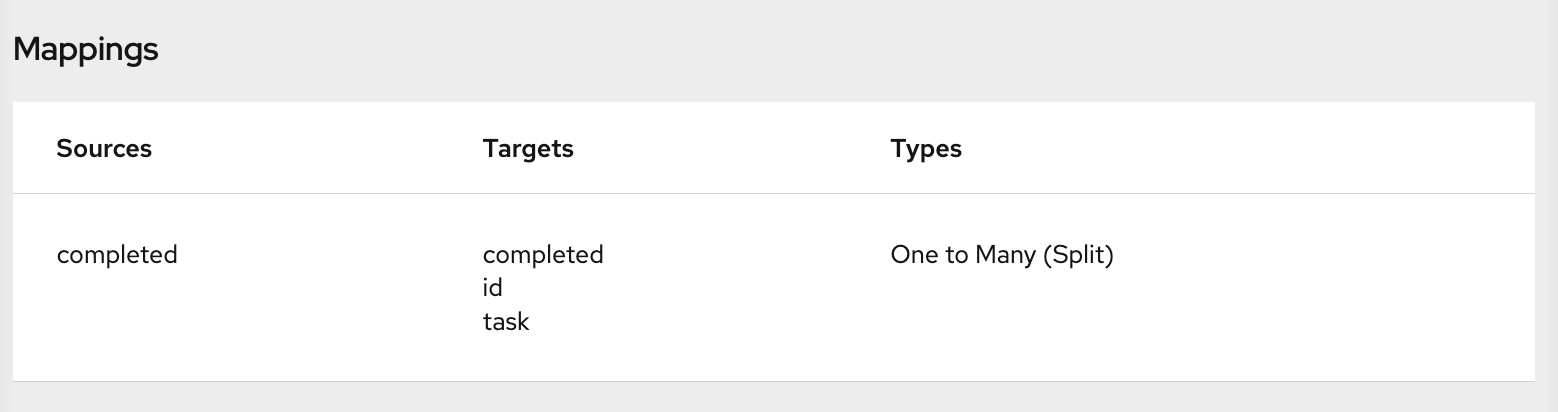 Mappings
Sources Targets Types
completed completed One to Many (Split)
id
task